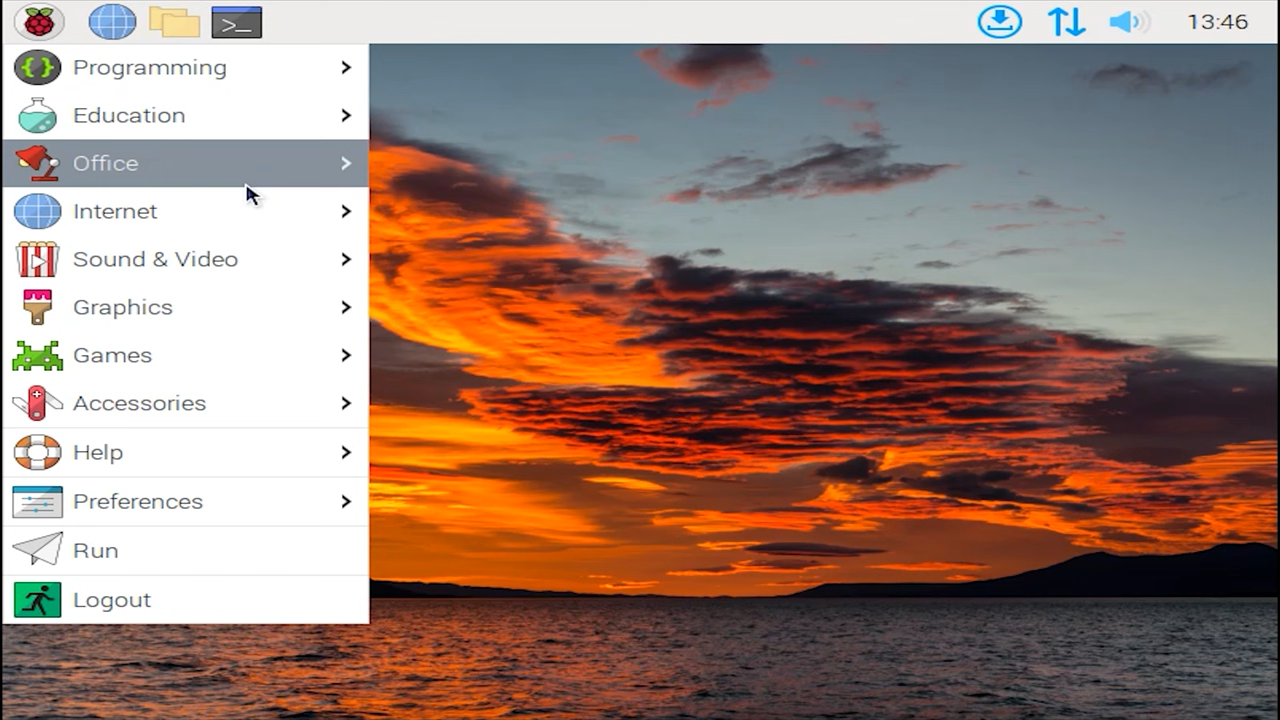 >_
13:46
Programming
Education
Office
Internet
Sound & Video
Graphics
Games
Accessories
Help
Preferences
Run
Logout